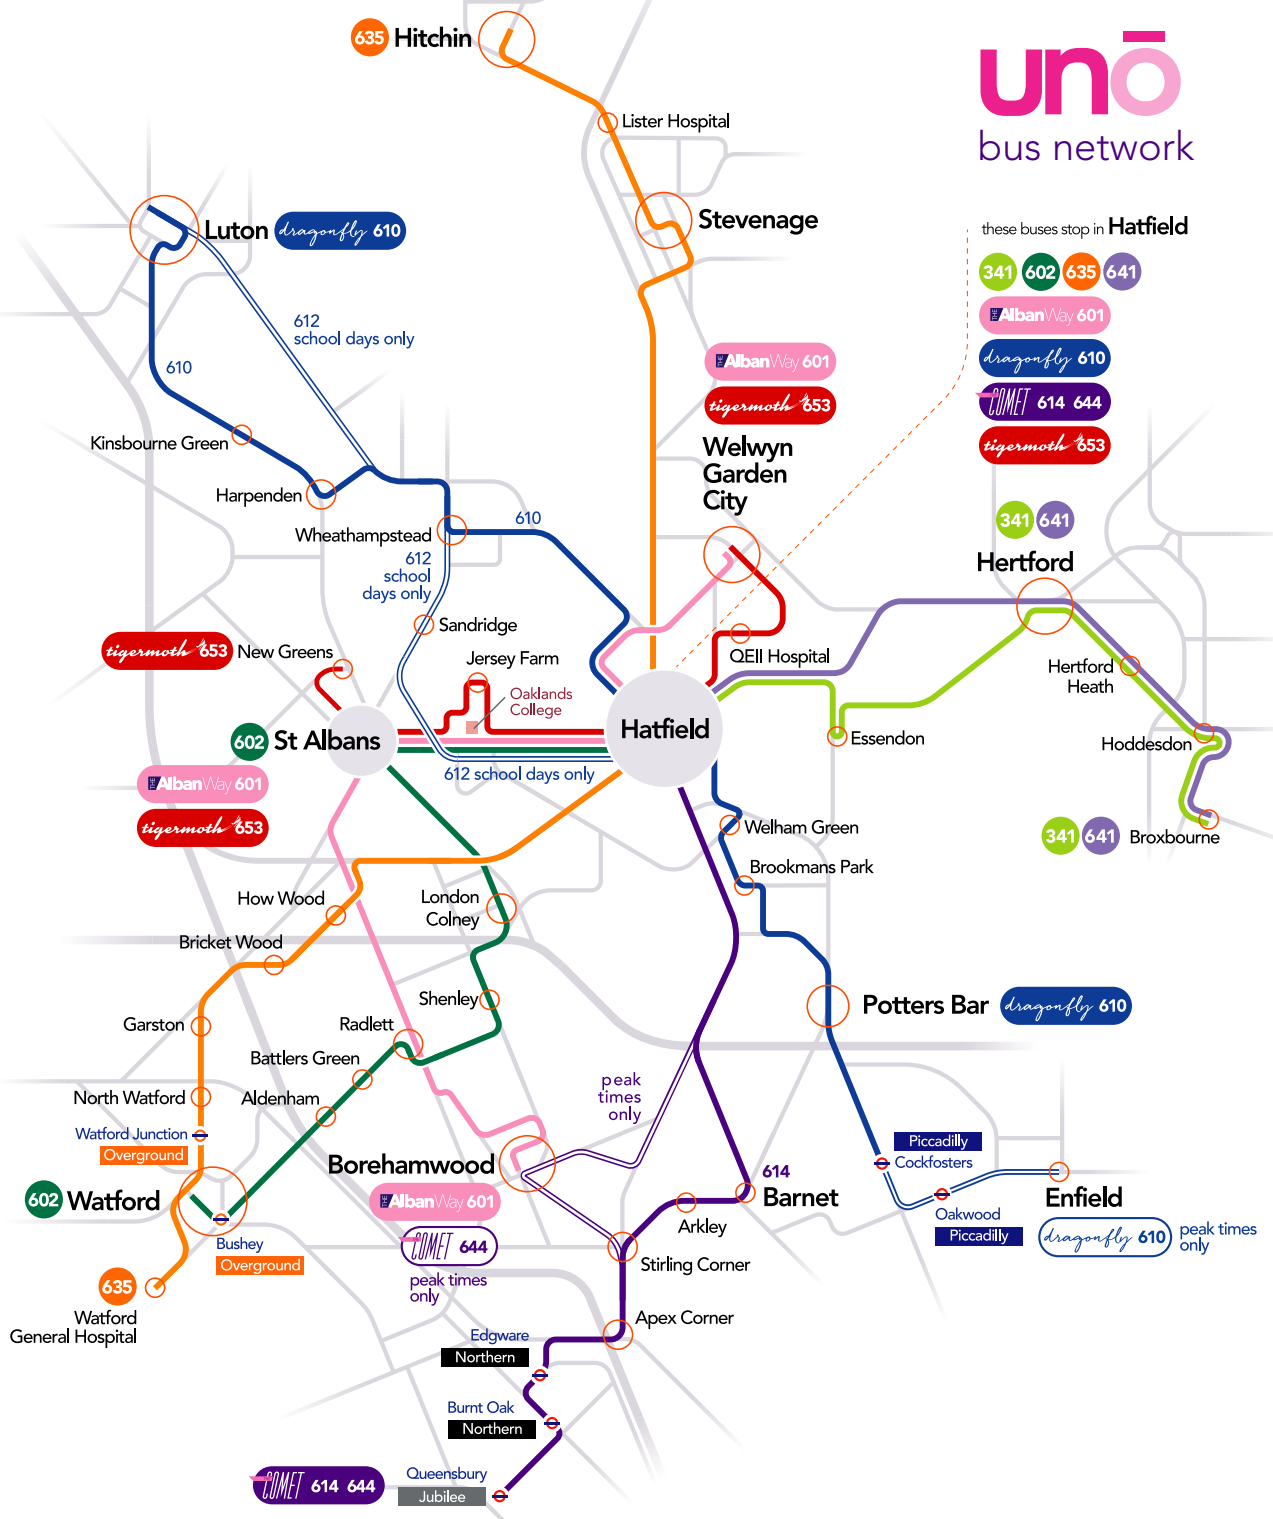 635 Hitchin
unō
bus network
Lister Hospital
Stevenage
Luton dragonfly 610
these buses stop in Hatfield
341 602 635 641
THE AlbanWay 601
dragonfly 610
COMET 614 644
tigermoth 653
612
school days only
610
THE AlbanWay 601
tigermoth 653
Welwyn
Garden
City
Kinsbourne Green
Harpenden
Wheathampstead
610
612
school
days only
341 641
Hertford
Sandridge
tigermoth 653 New Greens
Jersey Farm
Oaklands
College
QEII Hospital
Hertford
Heath
602 St Albans
Hatfield
Essendon
Hoddesdon
612 school days only
THE AlbanWay 601
tigermoth 653
Welham Green
341 641 Broxbourne
Brookmans Park
How Wood
London
Colney
Bricket Wood
Shenley
Potters Bar dragonfly 610
Garston
Radlett
Battlers Green
North Watford
Aldenham
peak
times
only
Watford Junction
Overground
Piccadilly
Cockfosters
Borehamwood
614
Barnet
602 Watford
THE AlbanWay 601
Enfield
Arkley
Oakwood
Piccadilly
dragonfly 610 peak times
only
Bushey
Overground
COMET 644
peak times
only
Stirling Corner
635
Watford
General Hospital
Apex Corner
Edgware
Northern
Burnt Oak
Northern
COMET 614 644
Queensbury
Jubilee